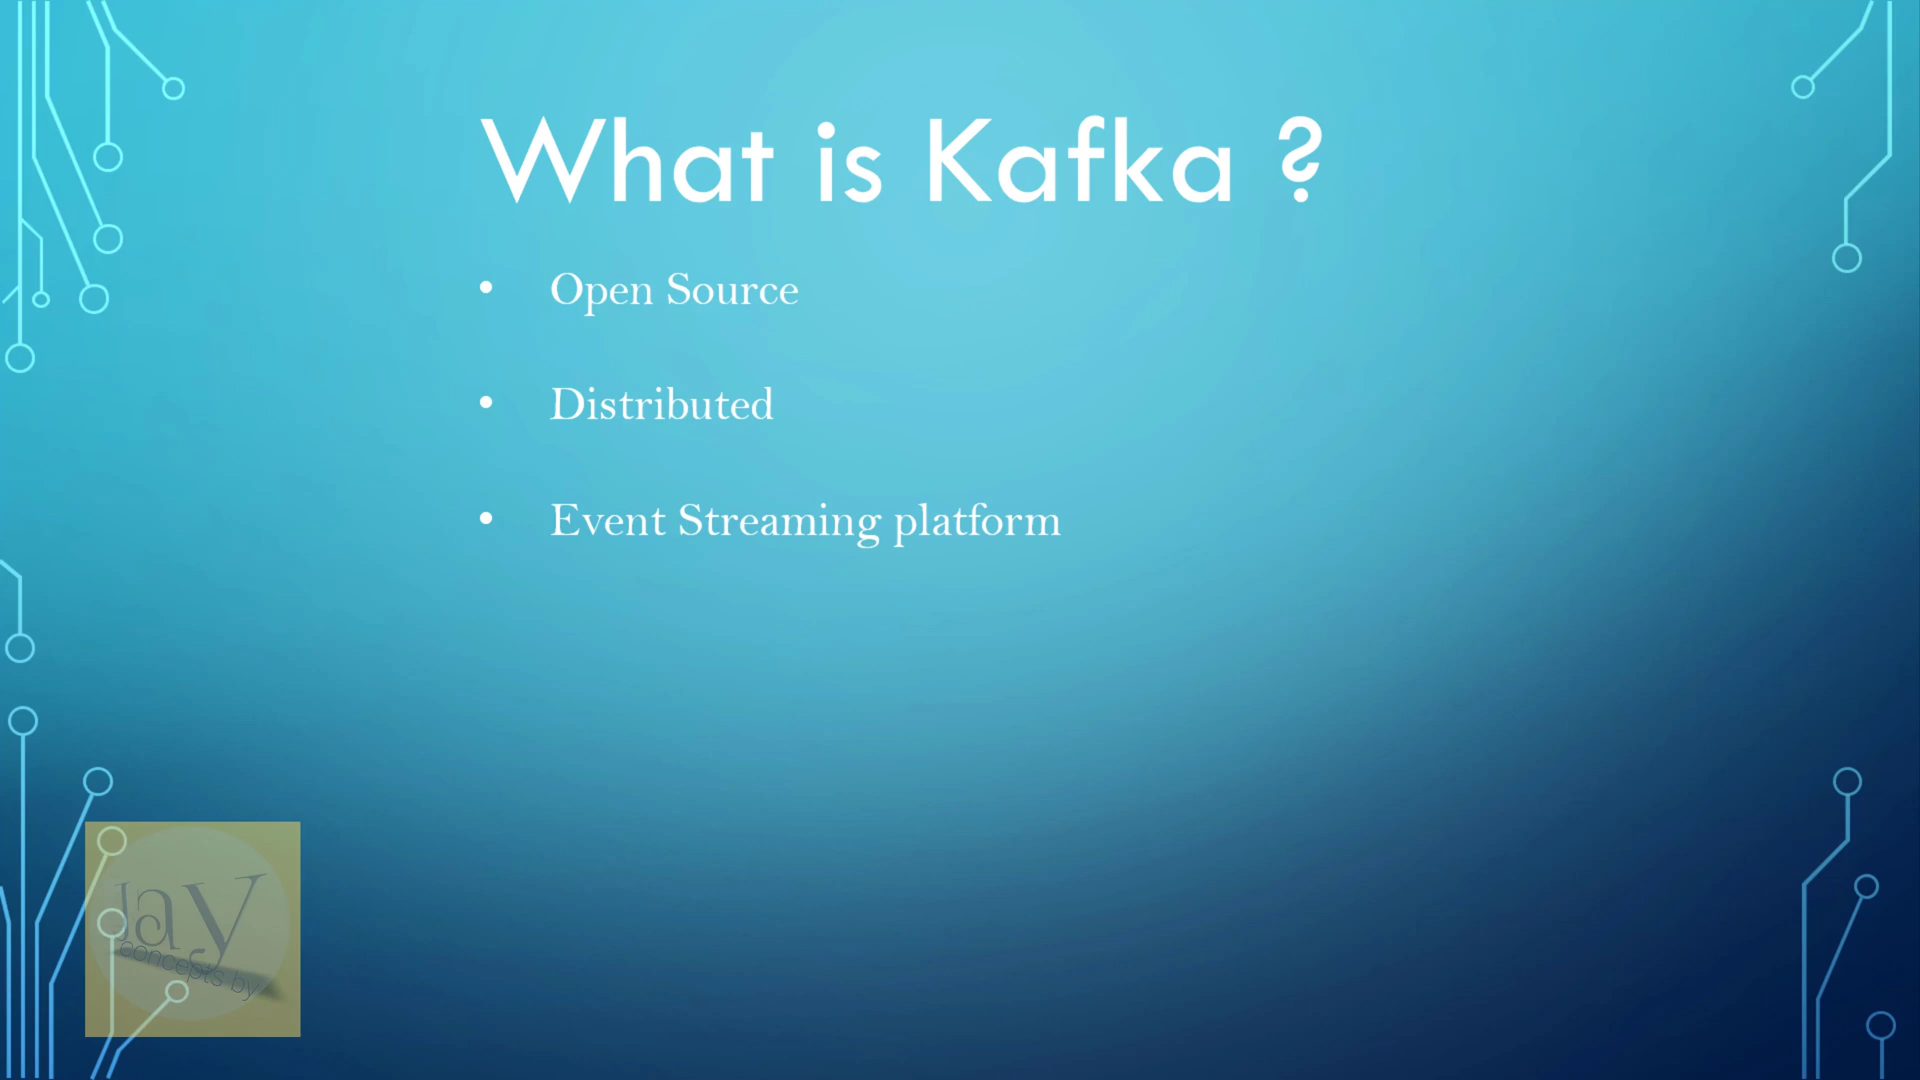 What is Kafka ?
• Open Source
• Distributed
• Event Streaming platform
Jay
concepts by